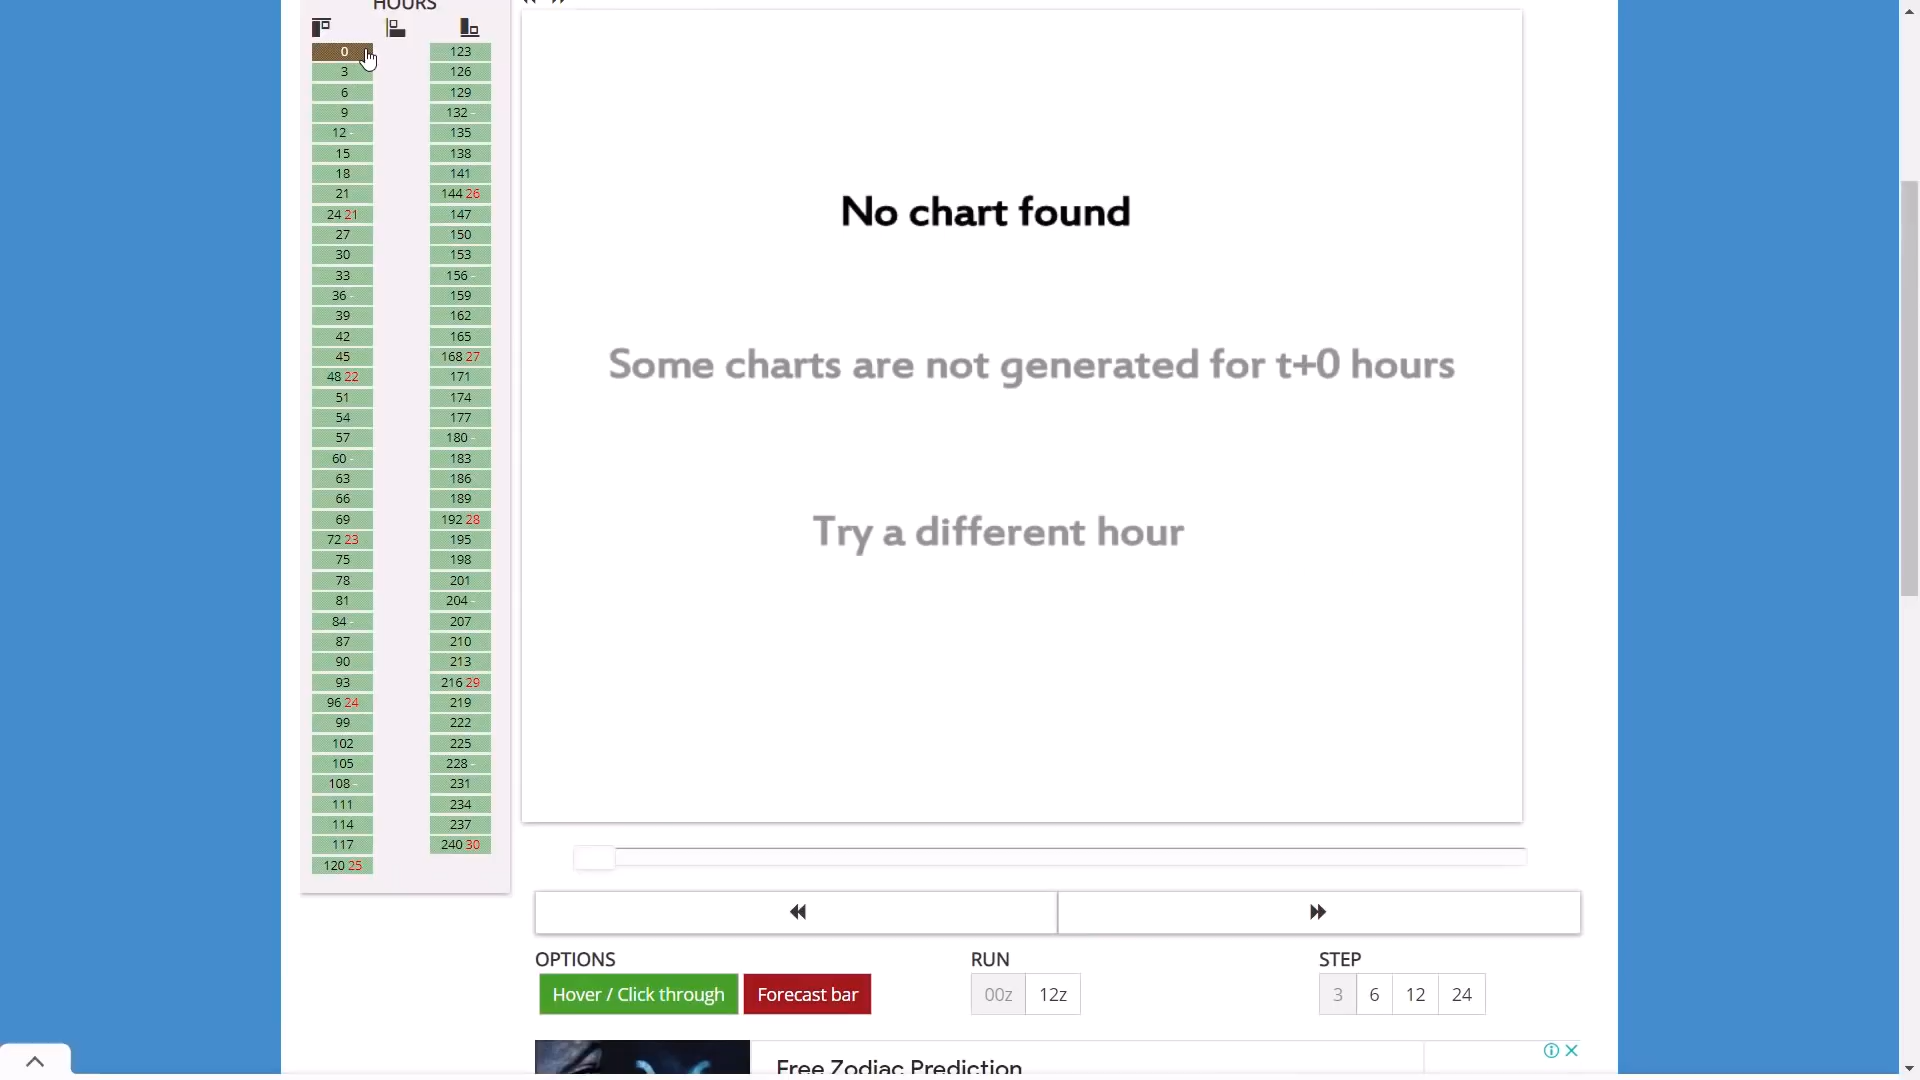 HOURS
0 123
3 126
6 129
9 132 -
12 - 135
15 138
18 141
21 144 26
24 21 147
27 150
30 153
33 156 -
36 - 159
39 162
42 165
45 168 27
48 22 171
51 174
54 177
57 180 -
60 - 183
63 186
66 189
69 192 28
72 23 195
75 198
78 201
81 204 -
84 - 207
87 210
90 213
93 216 29
96 24 219
99 222
102 225
105 228 -
108 - 231
111 234
114 237
117 240 30
120 25
No chart found
Some charts are not generated for t+0 hours
Try a different hour
OPTIONS RUN STEP
Hover / Click through Forecast bar 00z 12z 3 6 12 24
Free Zodiac Prediction